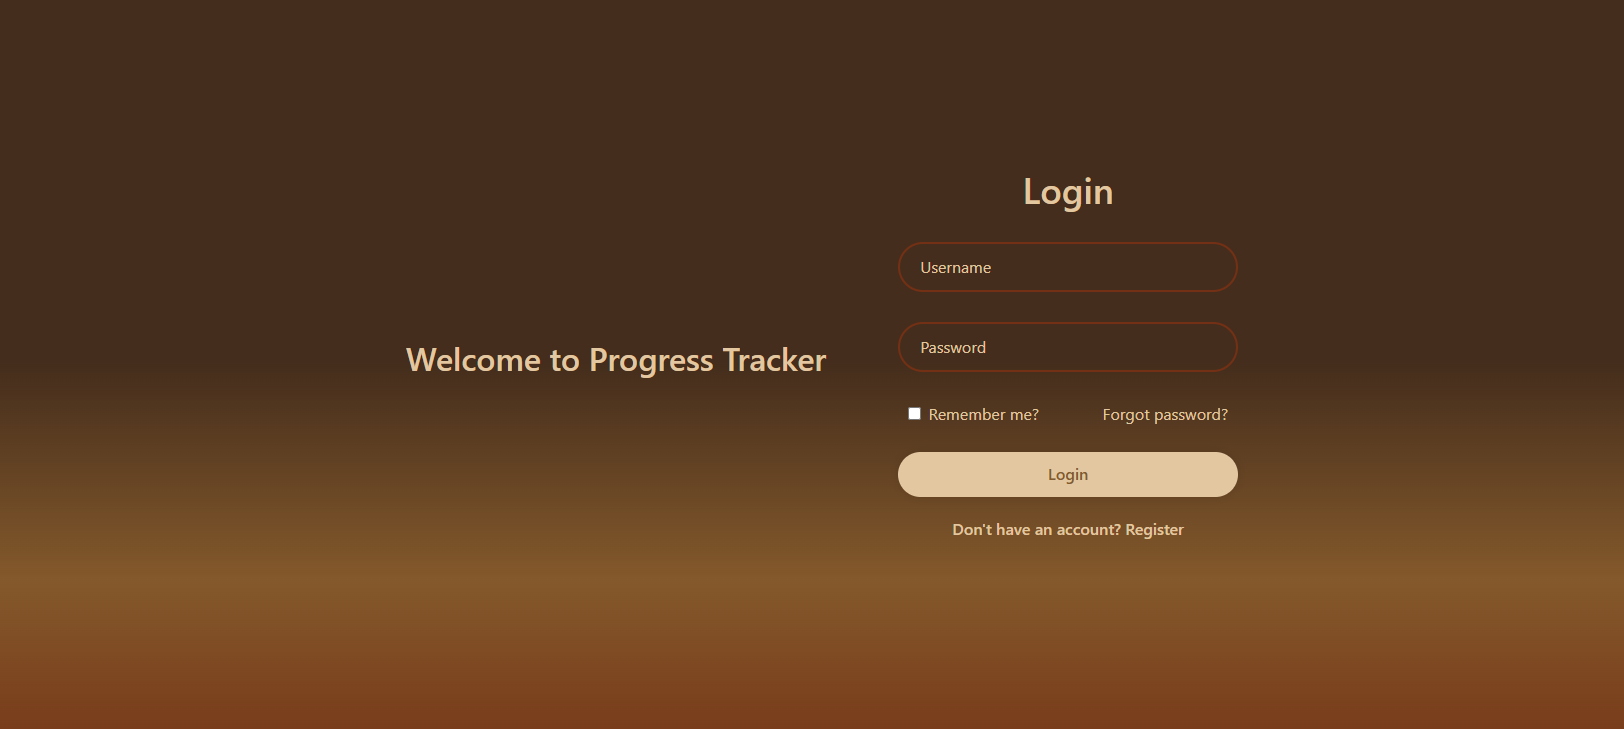 Welcome to Progress Tracker
Login
Username
Password
Remember me?
Forgot password?
Login
Don't have an account? Register